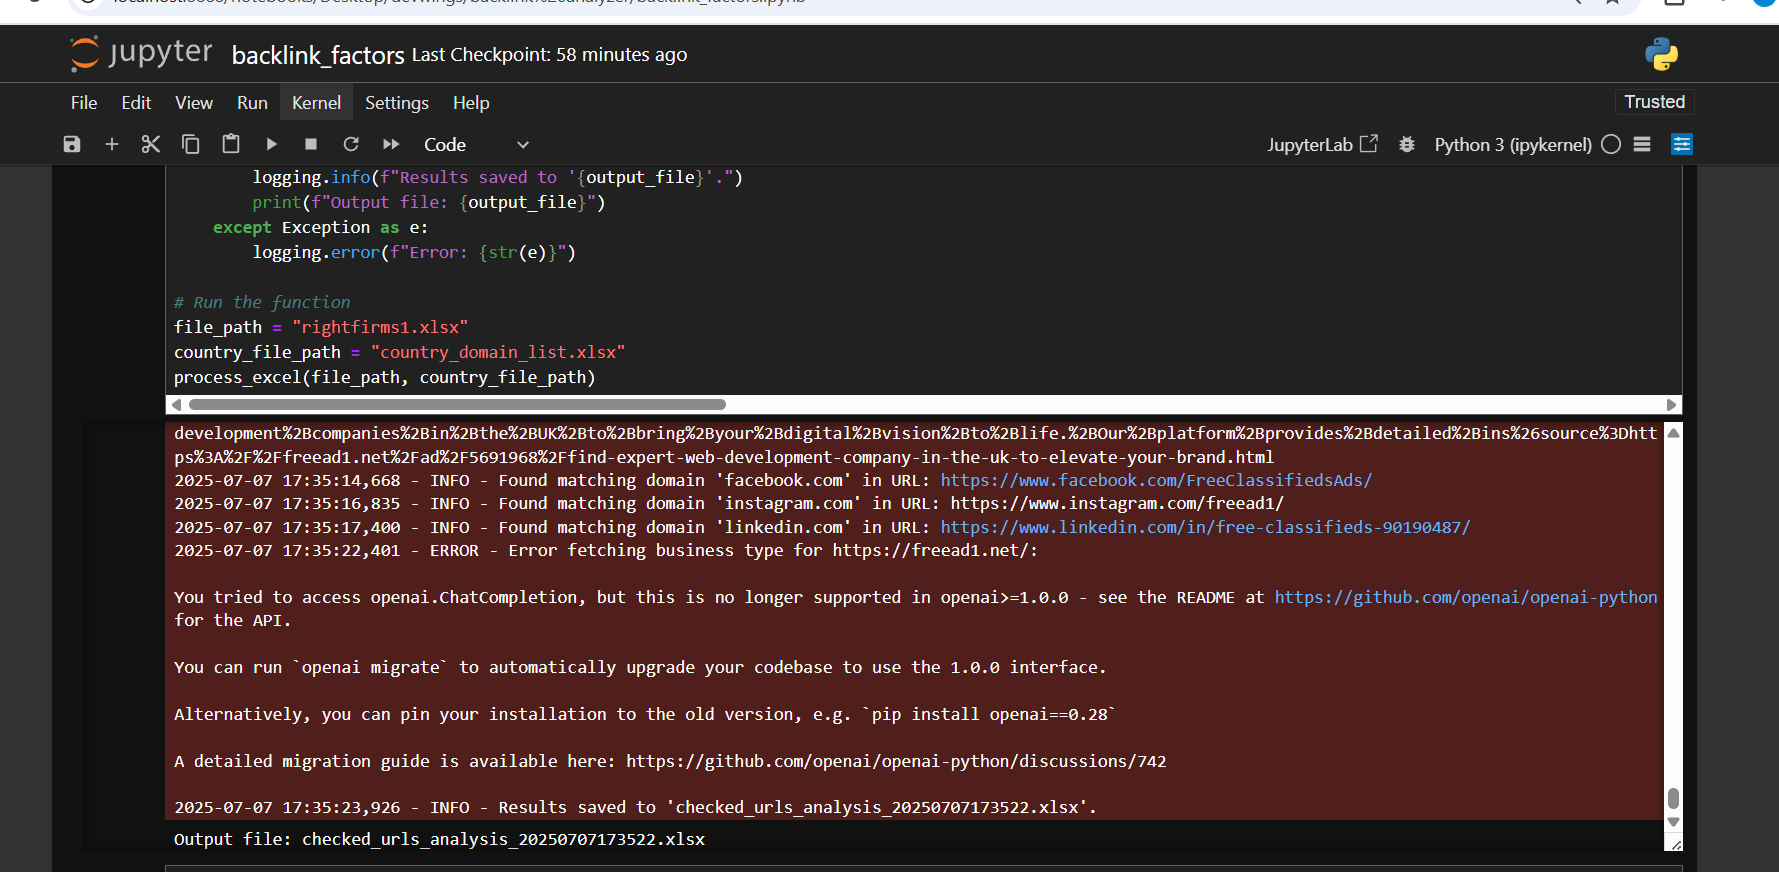 jupyter backlink_factors Last Checkpoint: 58 minutes ago
File Edit View Run Kernel Settings Help
Trusted
Code
JupyterLab
Python 3 (ipykernel)
logging.info(f"Results saved to '{output_file}'.")
print(f"Output file: {output_file}")
except Exception as e:
logging.error(f"Error: {str(e)}")
# Run the function
file_path = "rightfirms1.xlsx"
country_file_path = "country_domain_list.xlsx"
process_excel(file_path, country_file_path)
development%2Bcompanies%2Bin%2Bthe%2BUK%2Bto%2Bbring%2Byour%2Bdigital%2Bvision%2Bto%2Blife.%2BOur%2Bplatform%2Bprovides%2Bdetailed%2Bins%26source%3Dhtt
ps%3A%2F%2Ffreead1.net%2Fad%2F5691968%2Ffind-expert-web-development-company-in-the-uk-to-elevate-your-brand.html
2025-07-07 17:35:14,668 - INFO - Found matching domain 'facebook.com' in URL: https://www.facebook.com/FreeClassifiedsAds/
2025-07-07 17:35:16,835 - INFO - Found matching domain 'instagram.com' in URL: https://www.instagram.com/freead1/
2025-07-07 17:35:17,400 - INFO - Found matching domain 'linkedin.com' in URL: https://www.linkedin.com/in/free-classifieds-90190487/
2025-07-07 17:35:22,401 - ERROR - Error fetching business type for https://freead1.net/:
You tried to access openai.ChatCompletion, but this is no longer supported in openai>=1.0.0 - see the README at https://github.com/openai/openai-python
for the API.
You can run `openai migrate` to automatically upgrade your codebase to use the 1.0.0 interface.
Alternatively, you can pin your installation to the old version, e.g. `pip install openai==0.28`
A detailed migration guide is available here: https://github.com/openai/openai-python/discussions/742
2025-07-07 17:35:23,926 - INFO - Results saved to 'checked_urls_analysis_20250707173522.xlsx'.
Output file: checked_urls_analysis_20250707173522.xlsx